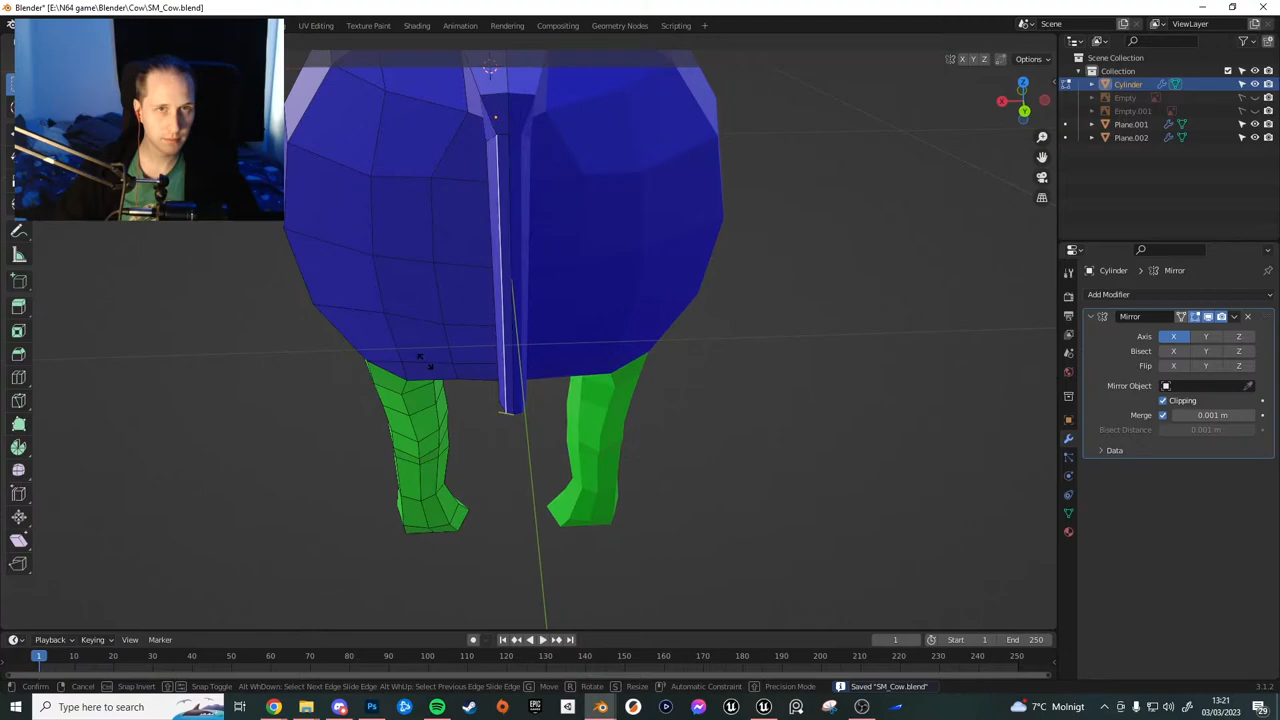 Blender* [E:\N64 game\Blender\Cow\SM_Cow.blend]
UV Editing Texture Paint Shading Animation Rendering Compositing Geometry Nodes Scripting
Scene ViewLayer
X Y Z Options
Scene Collection
Collection
Cylinder
Empty
Empty.001
Plane.001
Plane.002
Z
X
Y
Cylinder > Mirror
Add Modifier
Mirror
Axis X Y Z
Bisect X Y Z
Flip X Y Z
Mirror Object
Clipping
Merge 0.001 m
Bisect Distance 0.001 m
Data
Playback Keying View Marker
1 Start 1 End 250
1 10 20 30 40 50 60 70 80 90 100 110 120 130 140 150 160 170 180 190 200 210 220 230 240 250
Confirm Cancel Snap Invert Snap Toggle Alt WhDown: Select Next Edge Slide Edge Alt WhUp: Select Previous Edge Slide Edge G Move R Rotate S Resize Automatic Constraint Precision Mode Saved "SM_Cow.blend"
3.1.2
Type here to search
EPIC GAMES
7°C Molnigt
13:21
03/03/2023